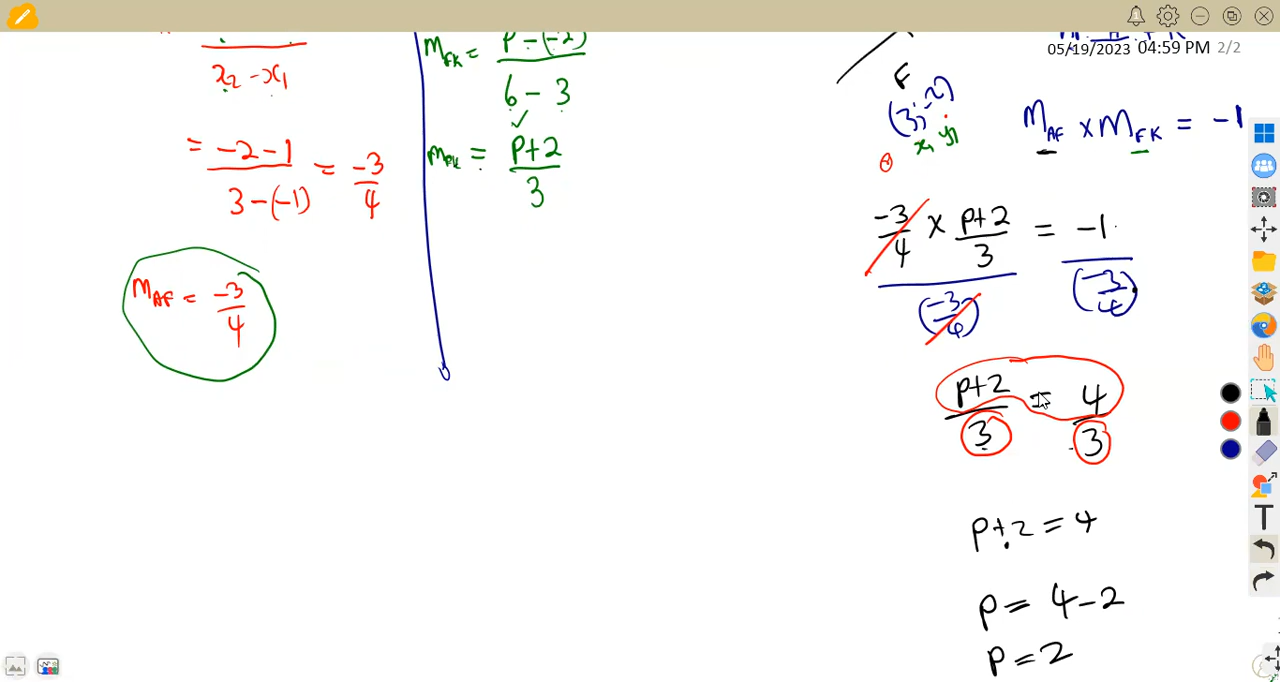 05/19/2023 04:59 PM 2/2
x2 - x1
= -2 - 1 / 3 - (-1) = -3/4
mAF = -3/4
mFK = P - (-2) / 6 - 3
mFK = P+2 / 3
F
(3;-2)
x1 y1
mAF x mFK = -1
-3/4 x P+2 / 3 = -1
(-3/4) (-3/4)
P+2 / 3 = 4/3
P+2 = 4
P = 4 - 2
P = 2
T